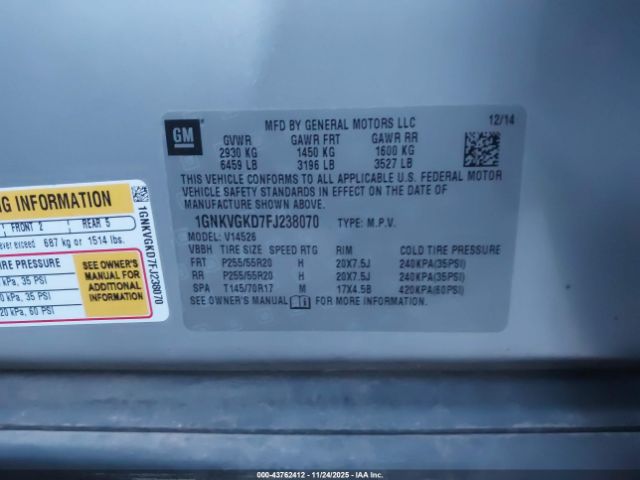 GM
MFD BY GENERAL MOTORS LLC 12/14
GVWR GAWR FRT GAWR RR
2930 KG 1450 KG 1600 KG
6459 LB 3196 LB 3527 LB
THIS VEHICLE CONFORMS TO ALL APPLICABLE U.S. FEDERAL MOTOR
VEHICLE SAFETY STANDARDS IN EFFECT ON THE DATE OF
MANUFACTURE SHOWN ABOVE.
1GNKVGKD7FJ238070 TYPE: M.P.V.
MODEL: V14526
VBBH TIRE SIZE SPEED RTG RIM COLD TIRE PRESSURE
FRT P255/55R20 H 20X7.5J 240KPA(35PSI)
RR P255/55R20 H 20X7.5J 240KPA(35PSI)
SPA T145/70R17 M 17X4.5B 420KPA(60PSI)
SEE OWNER'S MANUAL FOR MORE INFORMATION.
NG INFORMATION
FRONT 2 REAR 5
never exceed 687 kg or 1514 lbs.
TIRE PRESSURE
KPA, 35 PSI
0 KPA, 35 PSI
20 KPA, 60 PSI
SEE OWNER'S
MANUAL FOR
ADDITIONAL
INFORMATION
1GNKVGKD7FJ238070
000-43762412 - 11/24/2025 - IAAI, Inc. Copyright